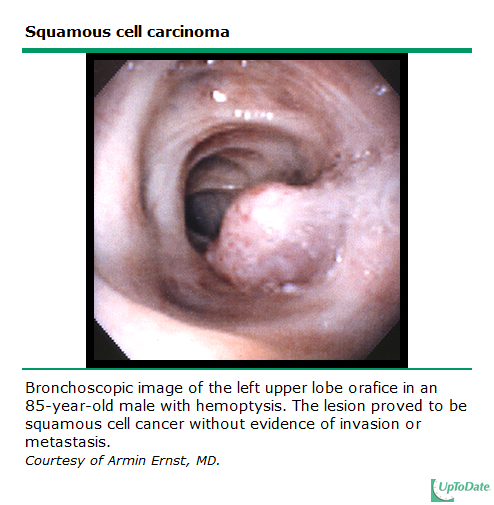 Squamous cell carcinoma
Bronchoscopic image of the left upper lobe orafice in an
85-year-old male with hemoptysis. The lesion proved to be
squamous cell cancer without evidence of invasion or
metastasis.
Courtesy of Armin Ernst, MD.
UpToDate